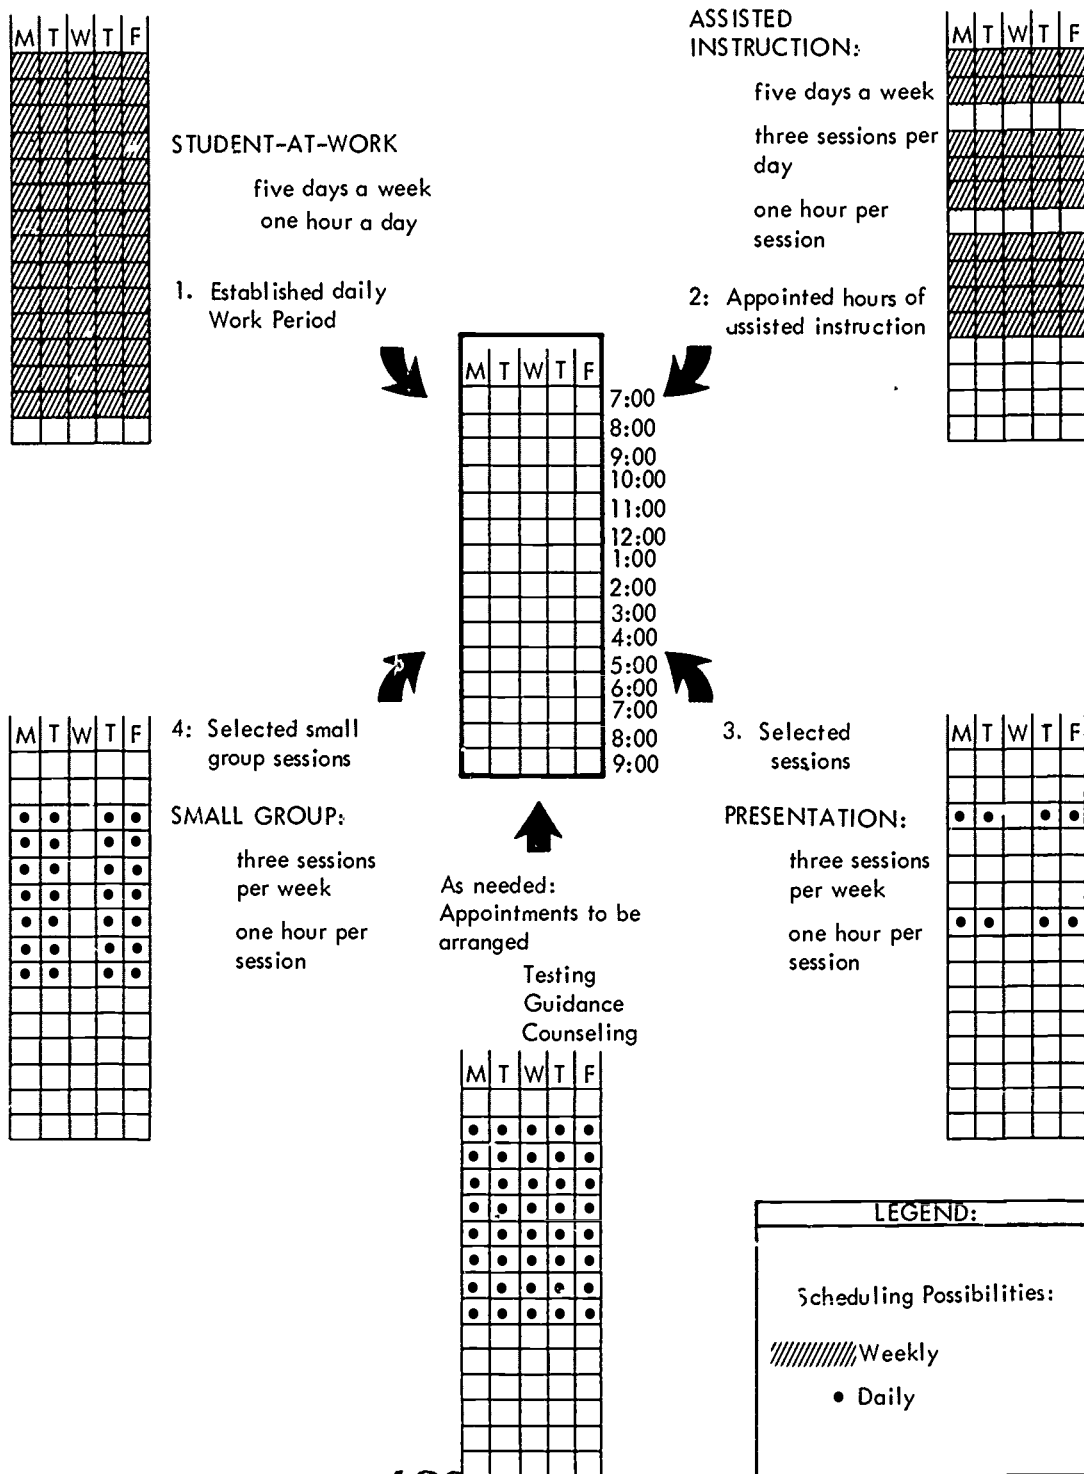 M T W T F
STUDENT-AT-WORK
five days a week
one hour a day
1. Established daily
Work Period
ASSISTED
INSTRUCTION:
five days a week
three sessions per
day
one hour per
session
2: Appointed hours of
assisted instruction
M T W T F
M T W T F
7:00
8:00
9:00
10:00
11:00
12:00
1:00
2:00
3:00
4:00
5:00
6:00
7:00
8:00
9:00
M T W T F
4: Selected small
group sessions
SMALL GROUP:
three sessions
per week
one hour per
session
3. Selected
sessions
PRESENTATION:
three sessions
per week
one hour per
session
M T W T F
As needed:
Appointments to be
arranged
Testing
Guidance
Counseling
M T W T F
LEGEND:
Scheduling Possibilities:
Weekly
• Daily